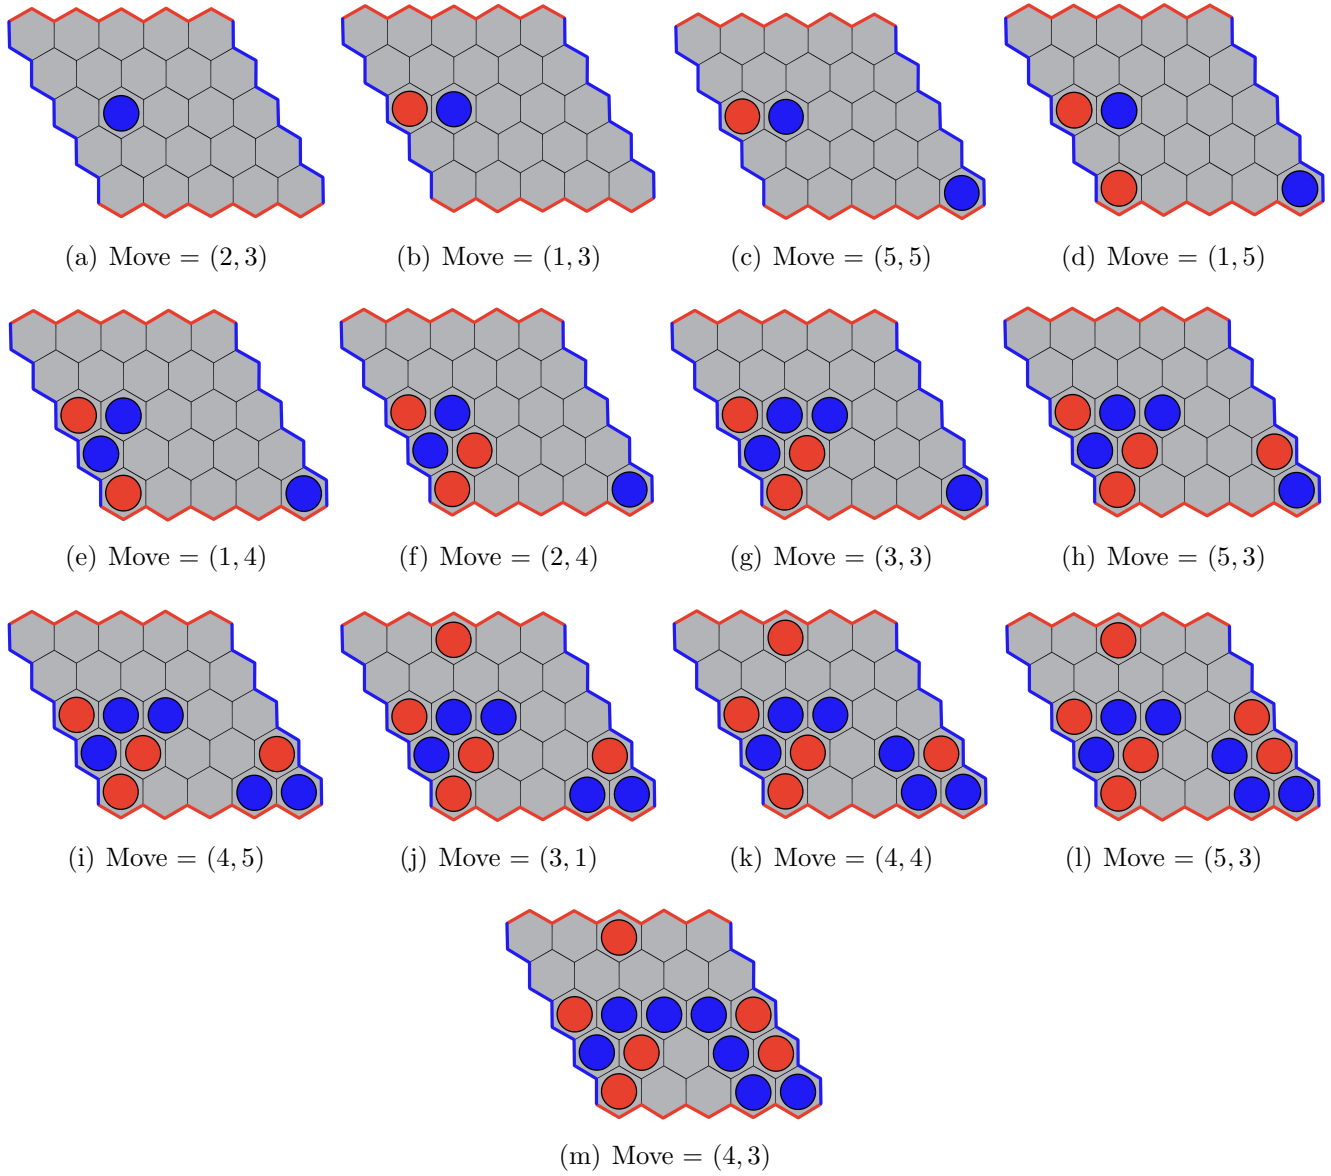 (a) Move = (2, 3)
(b) Move = (1, 3)
(c) Move = (5, 5)
(d) Move = (1, 5)
(e) Move = (1, 4)
(f) Move = (2, 4)
(g) Move = (3, 3)
(h) Move = (5, 3)
(i) Move = (4, 5)
(j) Move = (3, 1)
(k) Move = (4, 4)
(l) Move = (5, 3)
(m) Move = (4, 3)